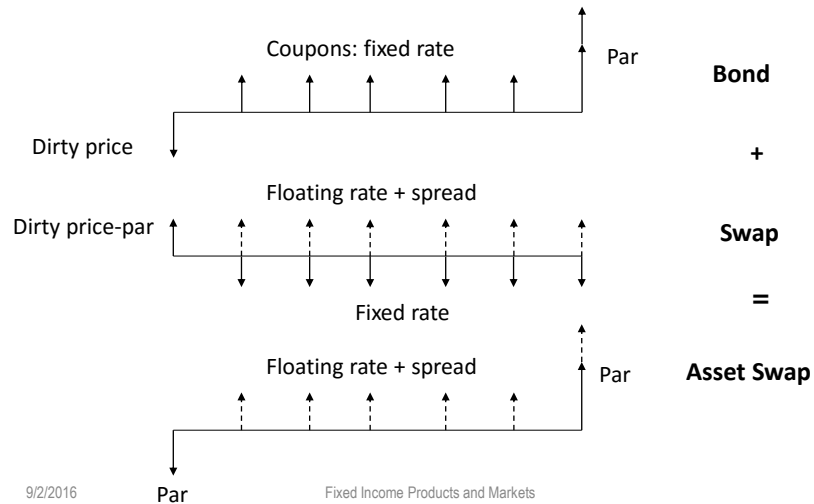 Coupons: fixed rate
Par
Bond
Dirty price
+
Floating rate + spread
Dirty price-par
Swap
=
Fixed rate
Floating rate + spread
Par
Asset Swap
9/2/2016
Par
Fixed Income Products and Markets